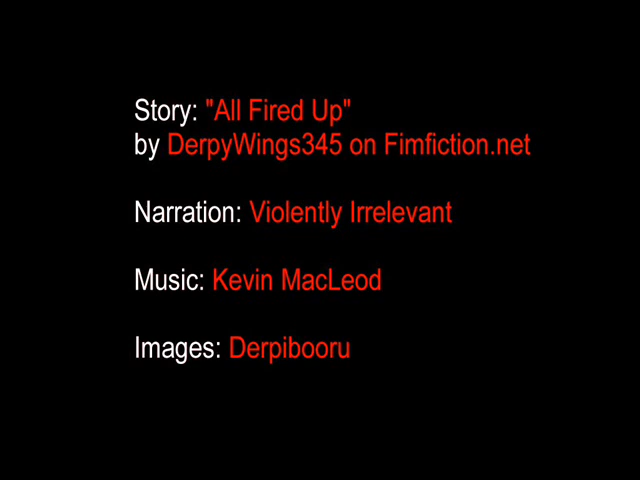 Story: "All Fired Up"
by DerpyWings345 on Fimfiction.net
Narration: Violently Irrelevant
Music: Kevin MacLeod
Images: Derpibooru